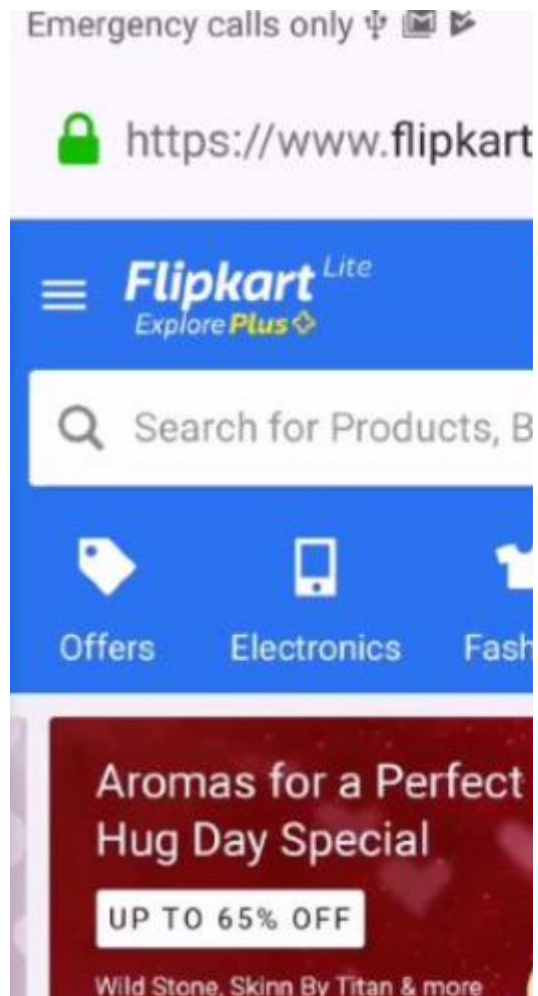 Emergency calls only
https://www.flipkart
Flipkart Lite
Explore Plus
Search for Products, B
Offers Electronics Fash
Aromas for a Perfect
Hug Day Special
UP TO 65% OFF
Wild Stone, Skinn By Titan & more